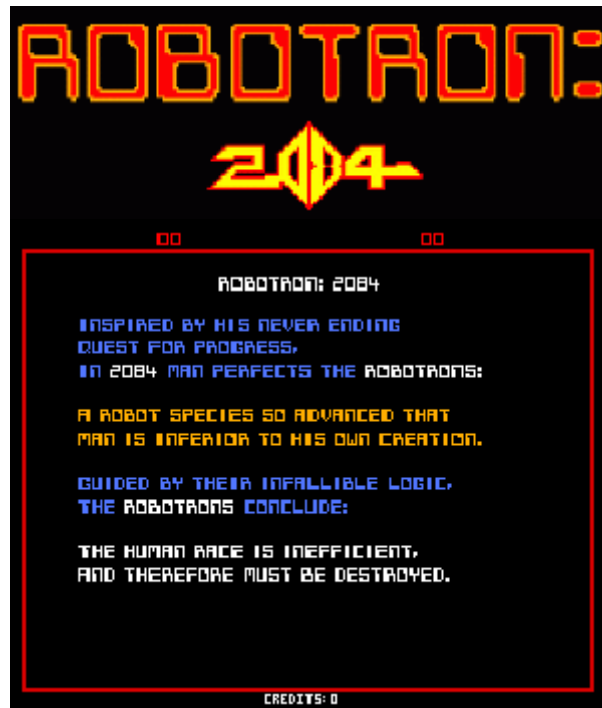 ROBOTRON:
2084
00 00
ROBOTRON: 2084
INSPIRED BY HIS NEVER ENDING
QUEST FOR PROGRESS,
IN 2084 MAN PERFECTS THE ROBOTRONS:
A ROBOT SPECIES SO ADVANCED THAT
MAN IS INFERIOR TO HIS OWN CREATION.
GUIDED BY THEIR INFALLIBLE LOGIC,
THE ROBOTRONS CONCLUDE:
THE HUMAN RACE IS INEFFICIENT,
AND THEREFORE MUST BE DESTROYED.
CREDITS: 0